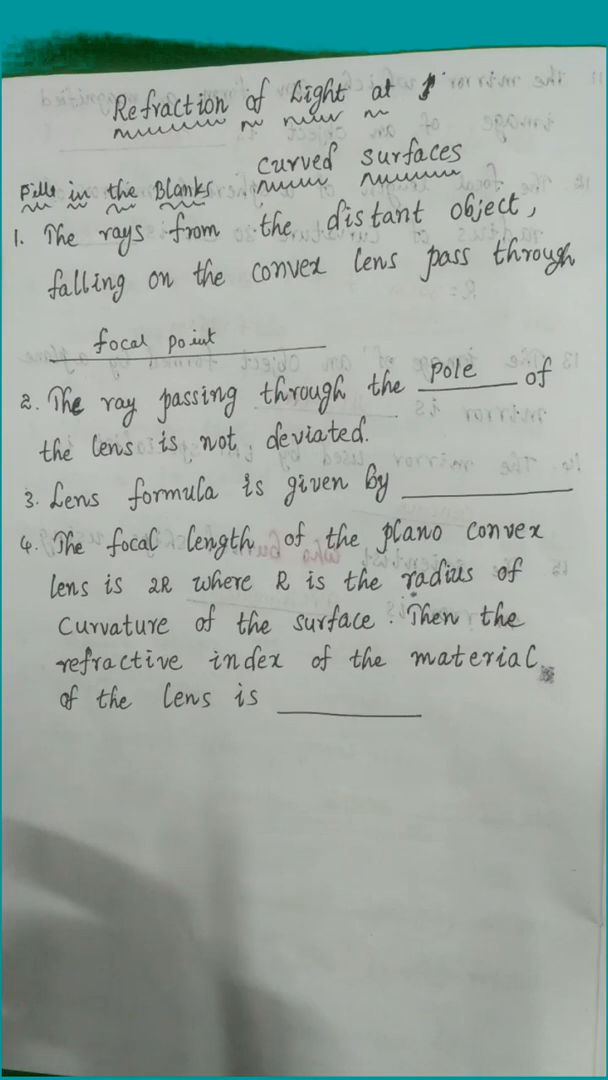 Refraction of Light at
curved surfaces
Fills in the Blanks
1. The rays from the distant object,
falling on the convex lens pass through
focal point
2. The ray passing through the pole of
the lens is not deviated.
3. Lens formula is given by
4. The focal length of the plano convex
lens is 2R where R is the radius of
Curvature of the surface. Then the
refractive index of the material
of the lens is